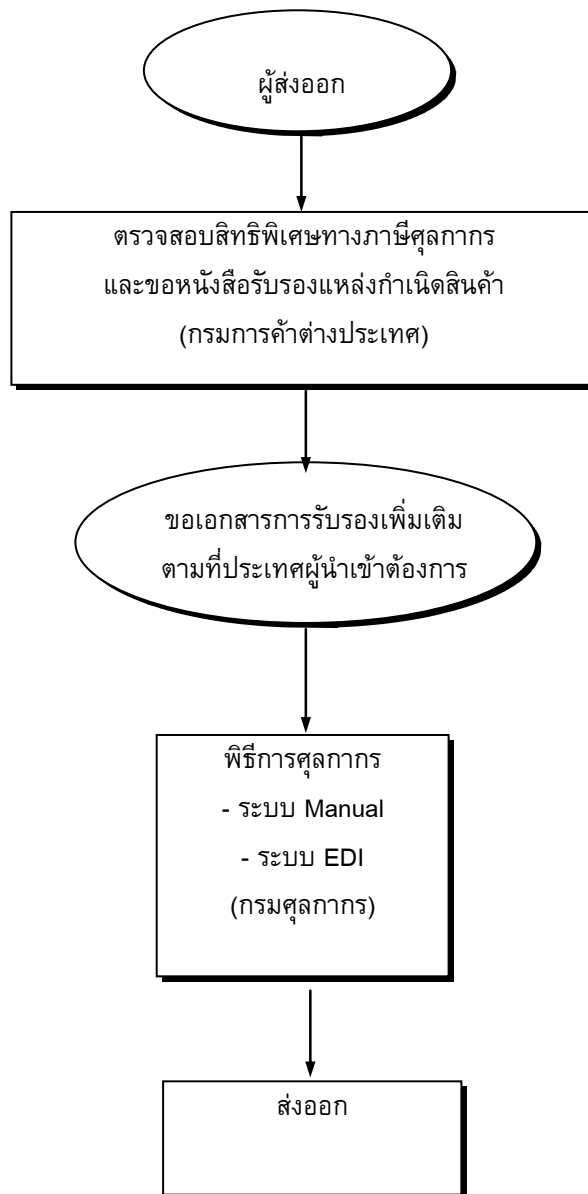 ผู้ส่งออก
ตรวจสอบสิทธิพิเศษทางภาษีศุลกากร
และขอหนังสือรับรองแหล่งกำเนิดสินค้า
(กรมการค้าต่างประเทศ)
ขอเอกสารการรับรองเพิ่มเติม
ตามที่ประเทศผู้นำเข้าต้องการ
พิธีการศุลกากร
- ระบบ Manual
- ระบบ EDI
(กรมศุลกากร)
ส่งออก